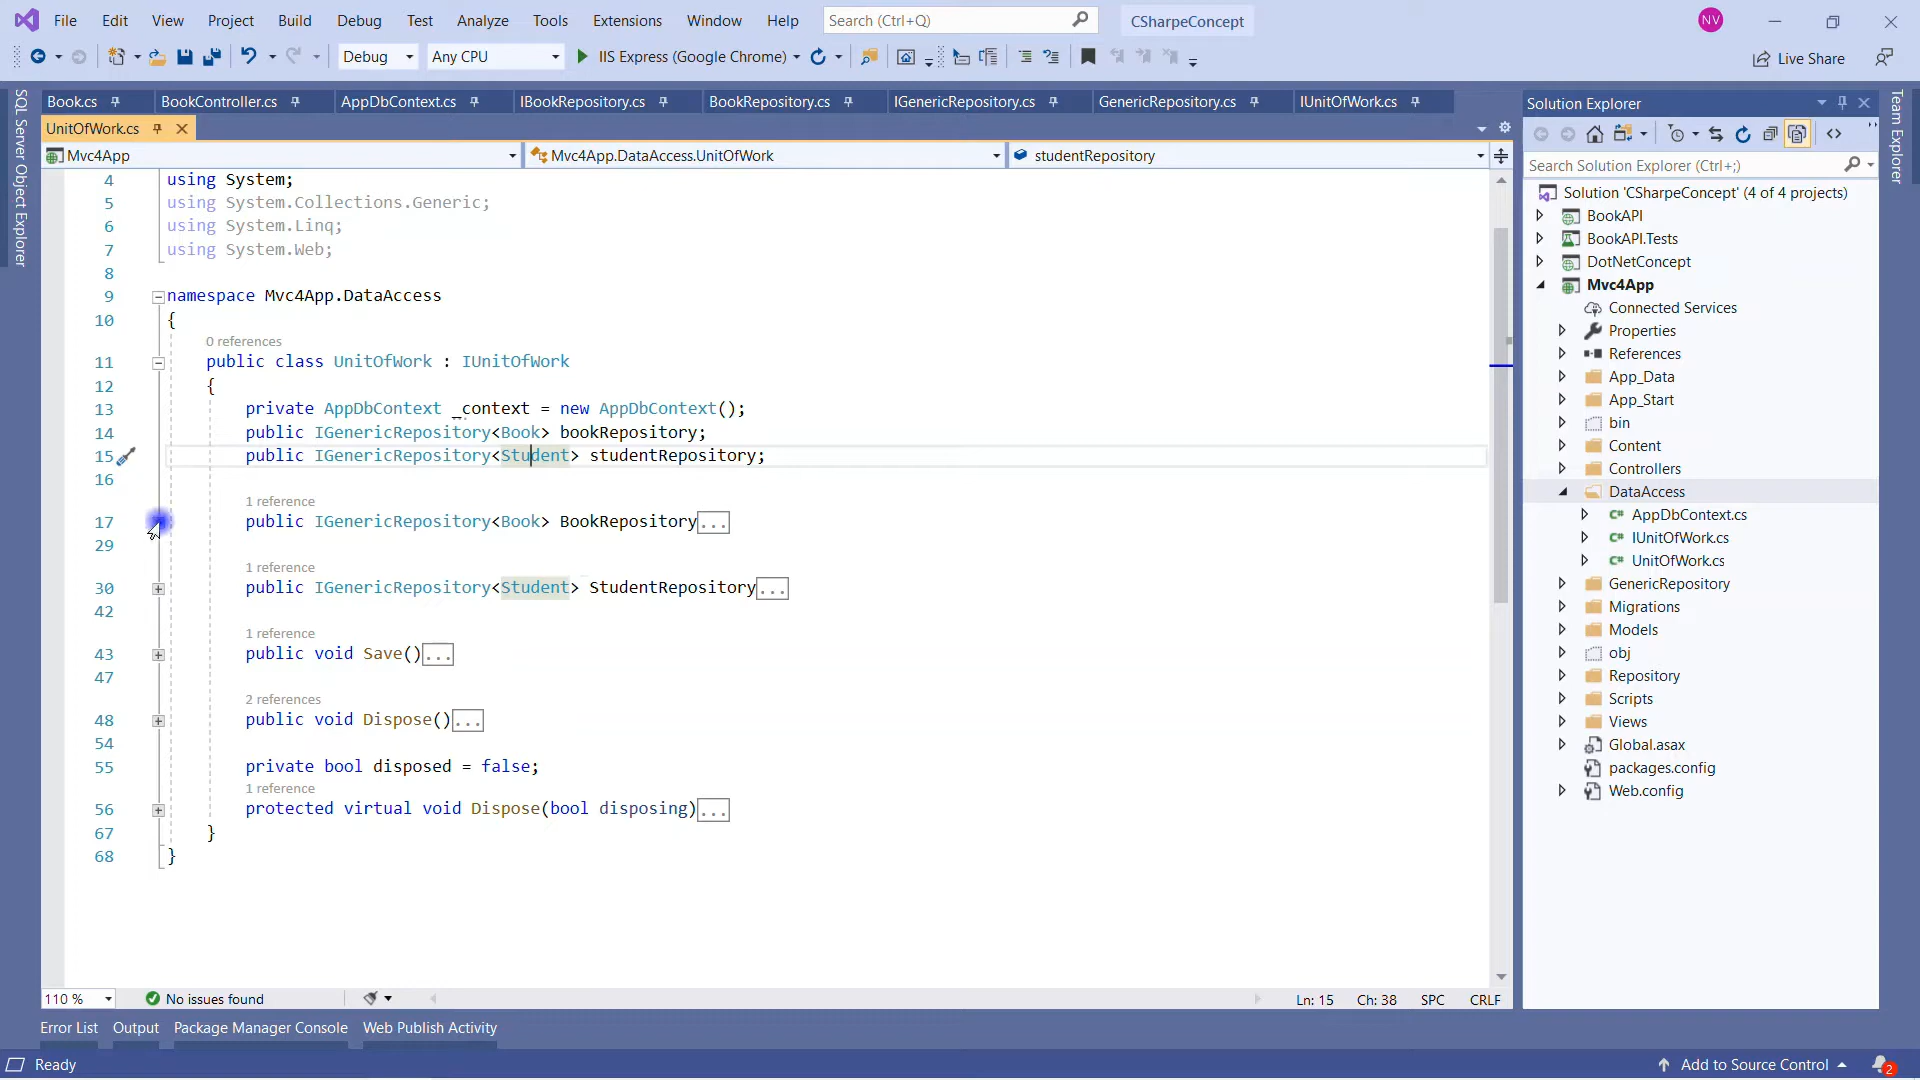 File Edit View Project Build Debug Test Analyze Tools Extensions Window Help Search (Ctrl+Q) CSharpeConcept NV
Debug Any CPU IIS Express (Google Chrome) Live Share
SQL Server Object Explorer
Book.cs BookController.cs AppDbContext.cs IBookRepository.cs BookRepository.cs IGenericRepository.cs GenericRepository.cs IUnitOfWork.cs
UnitOfWork.cs
Mvc4App Mvc4App.DataAccess.UnitOfWork studentRepository
4 using System;
5 using System.Collections.Generic;
6 using System.Linq;
7 using System.Web;
8
9 namespace Mvc4App.DataAccess
10 {
0 references
11 public class UnitOfWork : IUnitOfWork
12 {
13 private AppDbContext _context = new AppDbContext();
14 public IGenericRepository<Book> bookRepository;
15 public IGenericRepository<Student> studentRepository;
16
1 reference
17 public IGenericRepository<Book> BookRepository...
29
1 reference
30 public IGenericRepository<Student> StudentRepository...
42
1 reference
43 public void Save()...
47
2 references
48 public void Dispose()...
54
55 private bool disposed = false;
1 reference
56 protected virtual void Dispose(bool disposing)...
67 }
68 }
110 % No issues found Ln: 15 Ch: 38 SPC CRLF
Error List Output Package Manager Console Web Publish Activity
Ready Add to Source Control 2
Solution Explorer
Search Solution Explorer (Ctrl+;)
Solution 'CSharpeConcept' (4 of 4 projects)
BookAPI
BookAPI.Tests
DotNetConcept
Mvc4App
Connected Services
Properties
References
App_Data
App_Start
bin
Content
Controllers
DataAccess
C# AppDbContext.cs
C# IUnitOfWork.cs
C# UnitOfWork.cs
GenericRepository
Migrations
Models
obj
Repository
Scripts
Views
Global.asax
packages.config
Web.config
Team Explorer